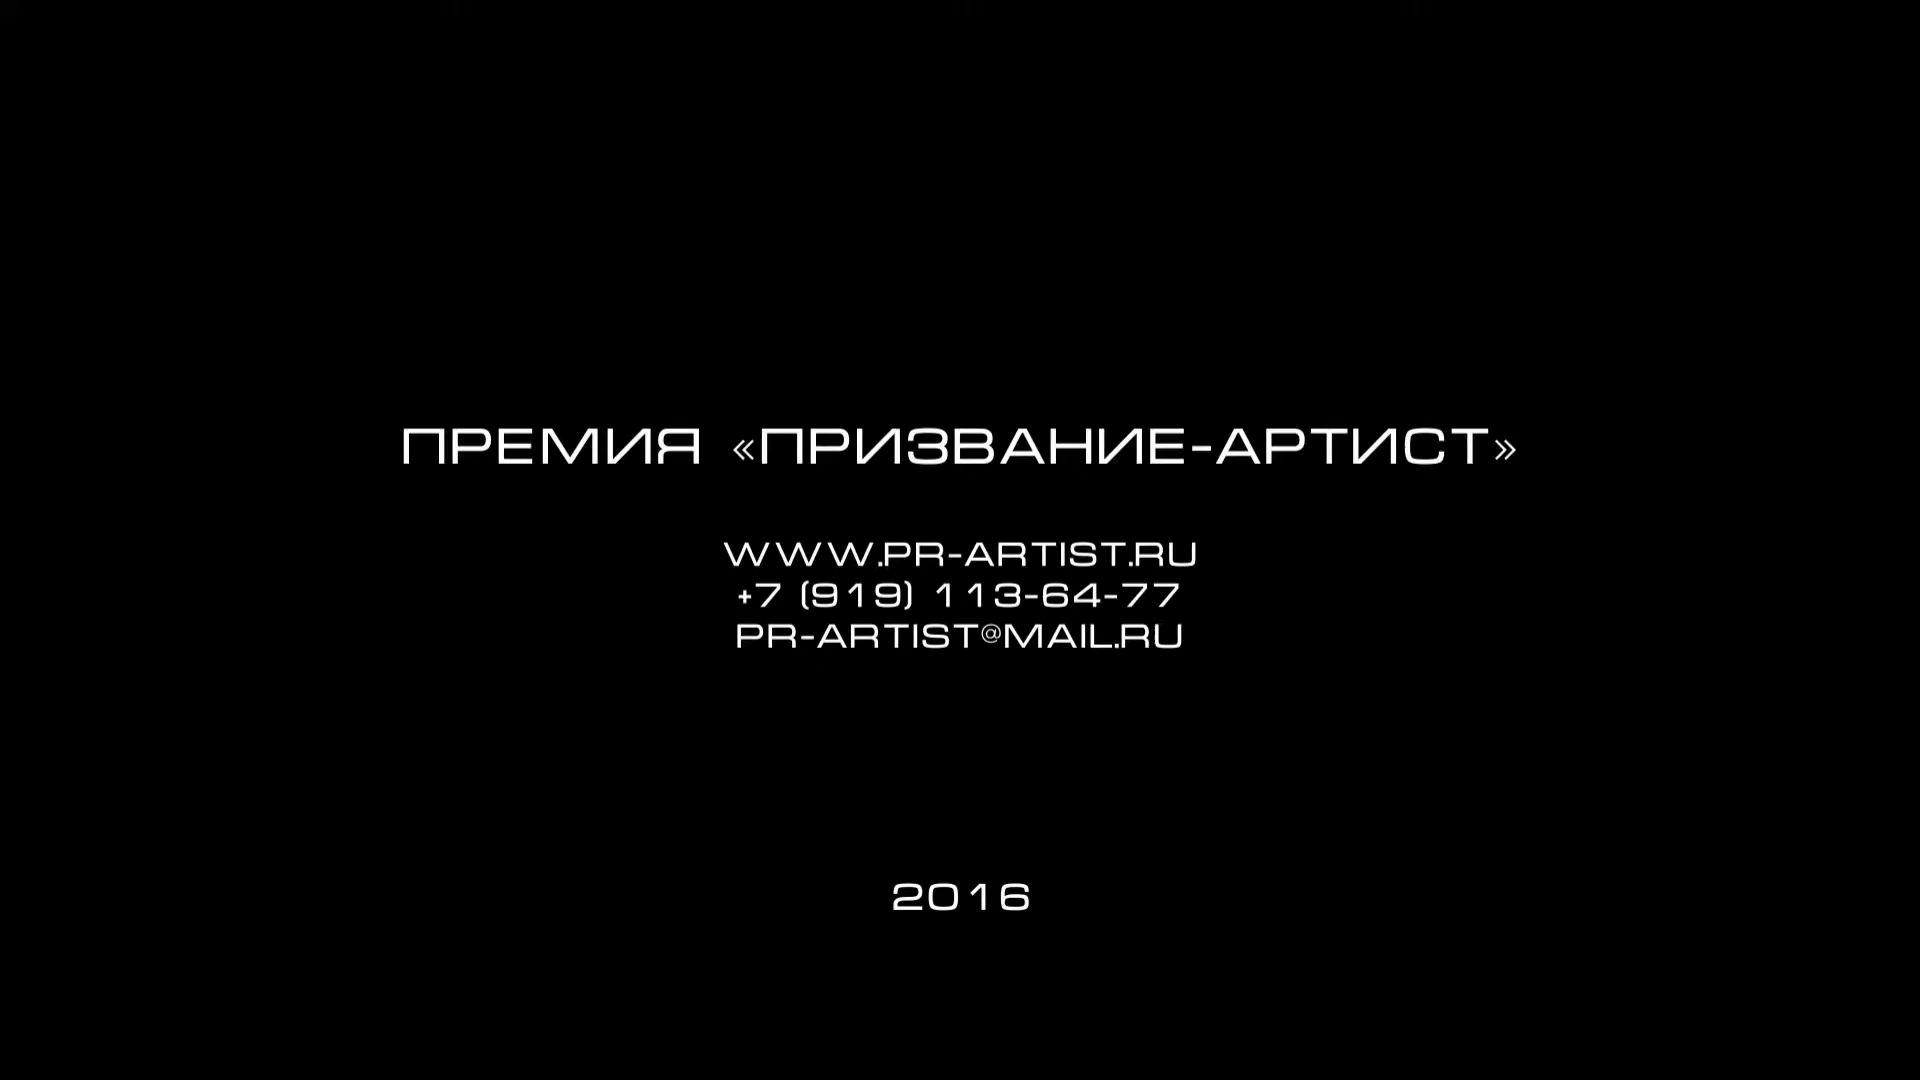 ПРЕМИЯ «ПРИЗВАНИЕ-АРТИСТ»
WWW.PR-ARTIST.RU
+7 (919) 113-64-77
PR-ARTIST@MAIL.RU
2016